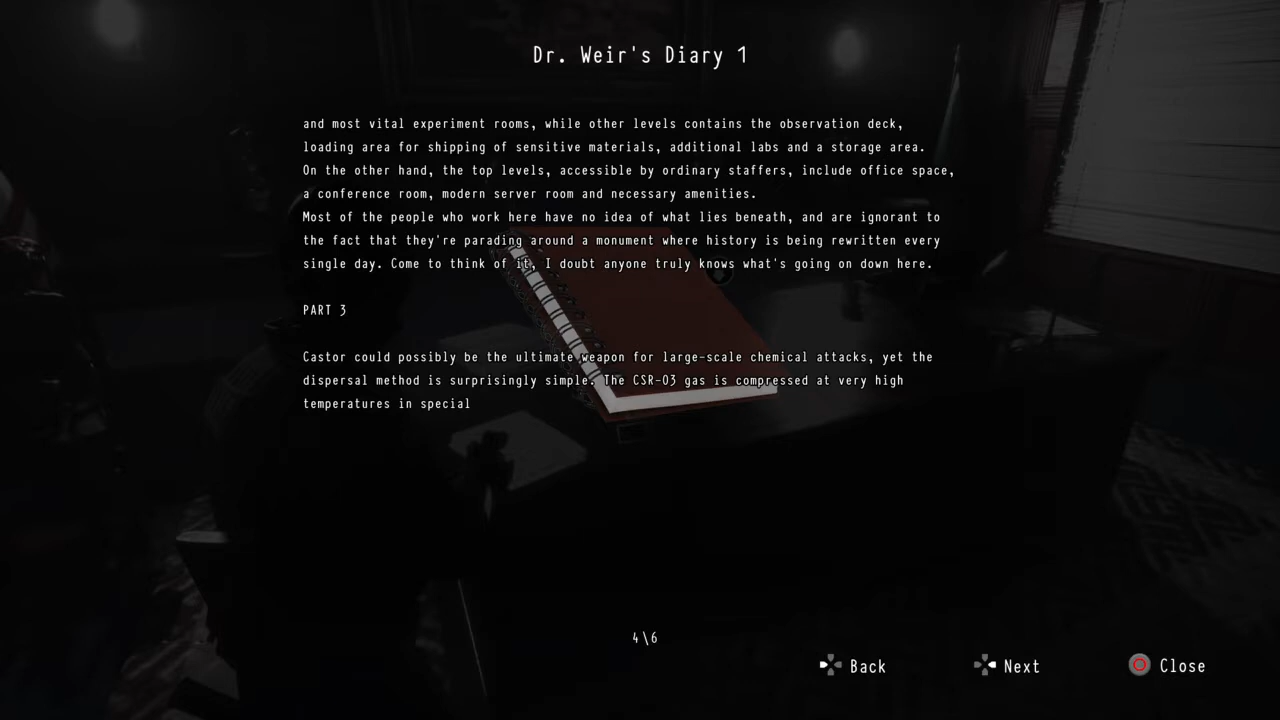 Dr. Weir's Diary 1
and most vital experiment rooms, while other levels contains the observation deck,
loading area for shipping of sensitive materials, additional labs and a storage area.
On the other hand, the top levels, accessible by ordinary staffers, include office space,
a conference room, modern server room and necessary amenities.
Most of the people who work here have no idea of what lies beneath, and are ignorant to
the fact that they're parading around a monument where history is being rewritten every
single day. Come to think of it, I doubt anyone truly knows what's going on down here.
PART 3
Castor could possibly be the ultimate weapon for large-scale chemical attacks, yet the
dispersal method is surprisingly simple. The CSR-03 gas is compressed at very high
temperatures in special
4\6
Back
Next
Close